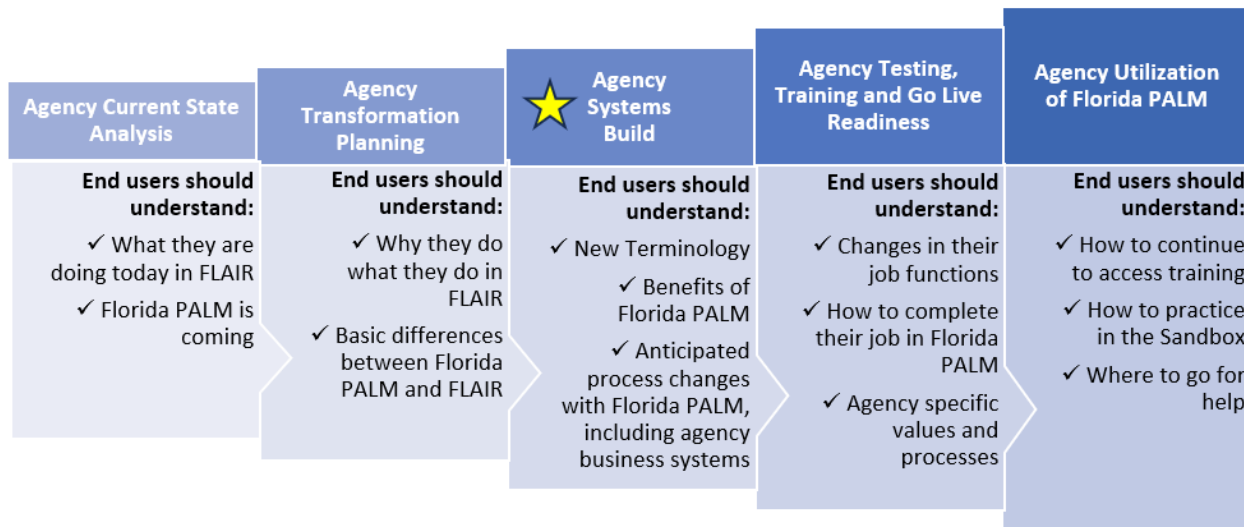 Agency Current State
Analysis
End users should
understand:
✓ What they are
doing today in FLAIR
✓ Florida PALM is
coming
Agency
Transformation
Planning
End users should
understand:
✓ Why they do
what they do in
FLAIR
✓ Basic differences
between Florida
PALM and FLAIR
Agency
Systems
Build
End users should
understand:
✓ New Terminology
✓ Benefits of
Florida PALM
✓ Anticipated
process changes
with Florida PALM,
including agency
business systems
Agency Testing,
Training and Go Live
Readiness
End users should
understand:
✓ Changes in their
job functions
✓ How to complete
their job in Florida
PALM
✓ Agency specific
values and
processes
Agency Utilization
of Florida PALM
End users should
understand:
✓ How to continue
to access training
✓ How to practice
in the Sandbox
✓ Where to go for
help